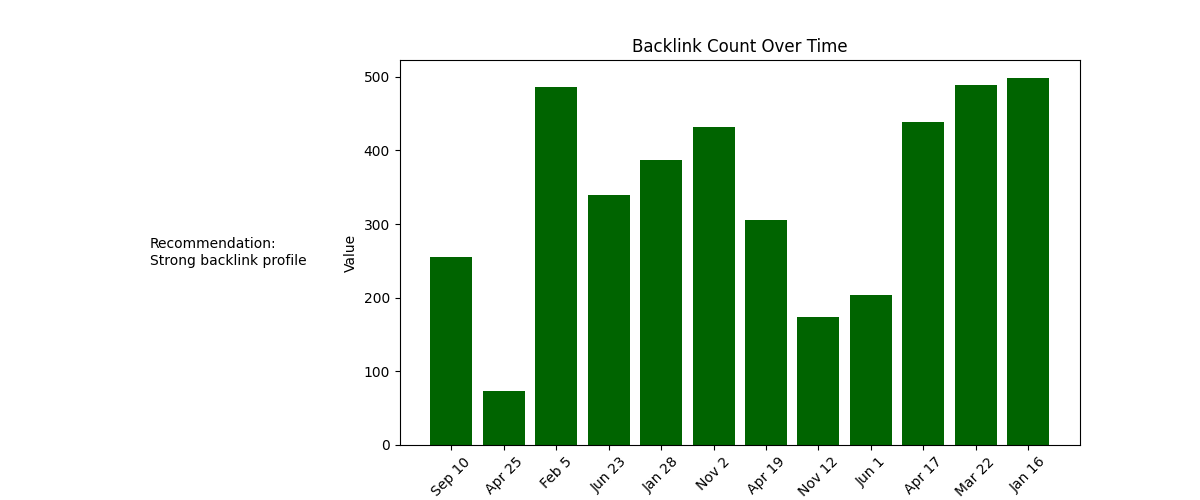 Backlink Count Over Time
Recommendation:
Strong backlink profile
Value
500
400
300
200
100
0
Sep 10
Apr 25
Feb 5
Jun 23
Jan 28
Nov 2
Apr 19
Nov 12
Jun 1
Apr 17
Mar 22
Jan 16